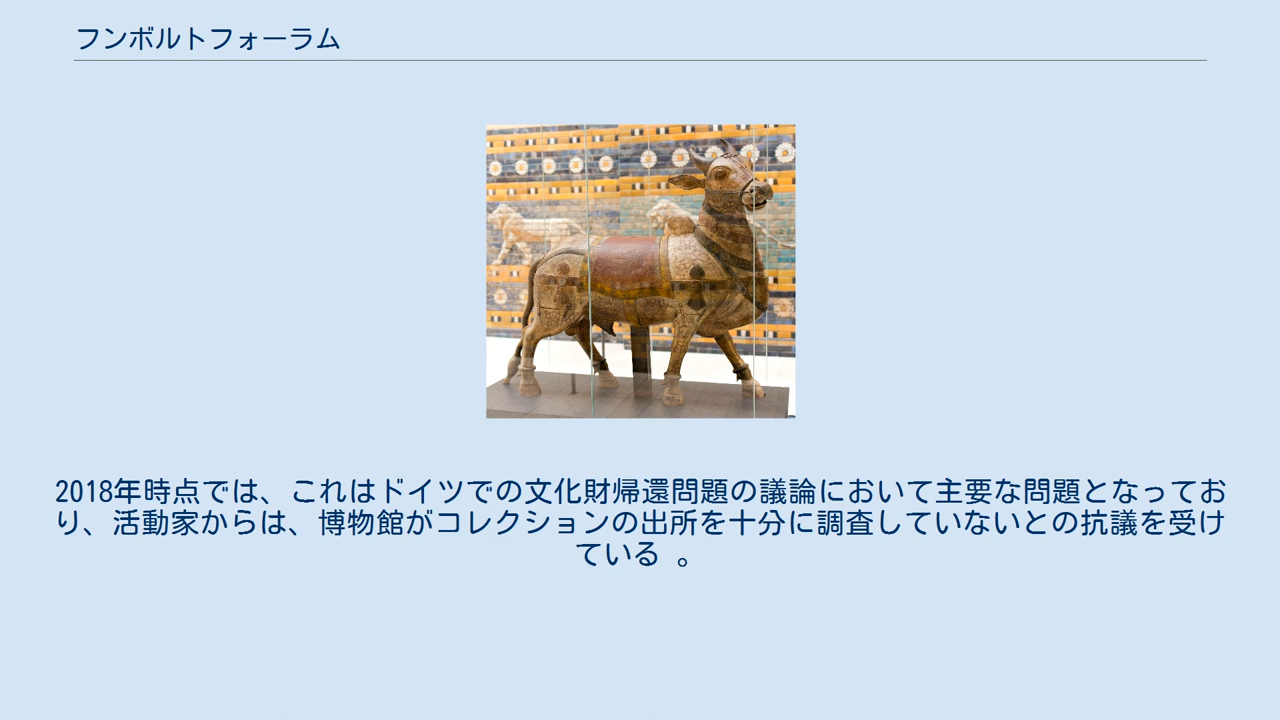 フンボルトフォーラム
2018年時点では、これはドイツでの文化財帰還問題の議論において主要な問題となってお
り、活動家からは、博物館がコレクションの出所を十分に調査していないとの抗議を受け
ている 。